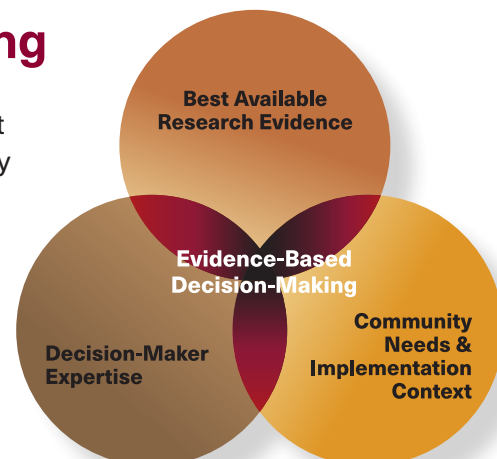 ng
t
y
Best Available
Research Evidence
Evidence-Based
Decision-Making
Decision-Maker
Expertise
Community
Needs &
Implementation
Context